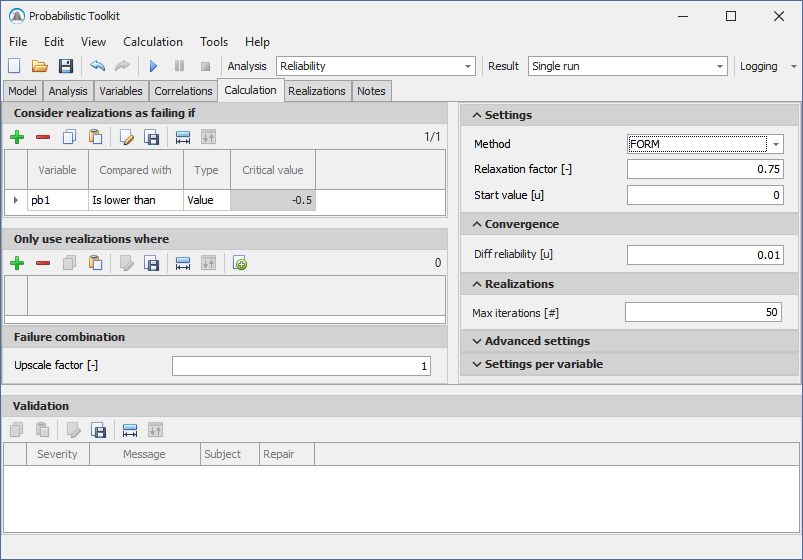 Probabilistic Toolkit
File Edit View Calculation Tools Help
Analysis Reliability Result Single run Logging
Model Analysis Variables Correlations Calculation Realizations Notes
Consider realizations as failing if
1/1
Variable Compared with Type Critical value
pb1 Is lower than Value -0.5
Only use realizations where
0
Failure combination
Upscale factor [-] 1
Settings
Method FORM
Relaxation factor [-] 0.75
Start value [u] 0
Convergence
Diff reliability [u] 0.01
Realizations
Max iterations [#] 50
Advanced settings
Settings per variable
Validation
Severity Message Subject Repair